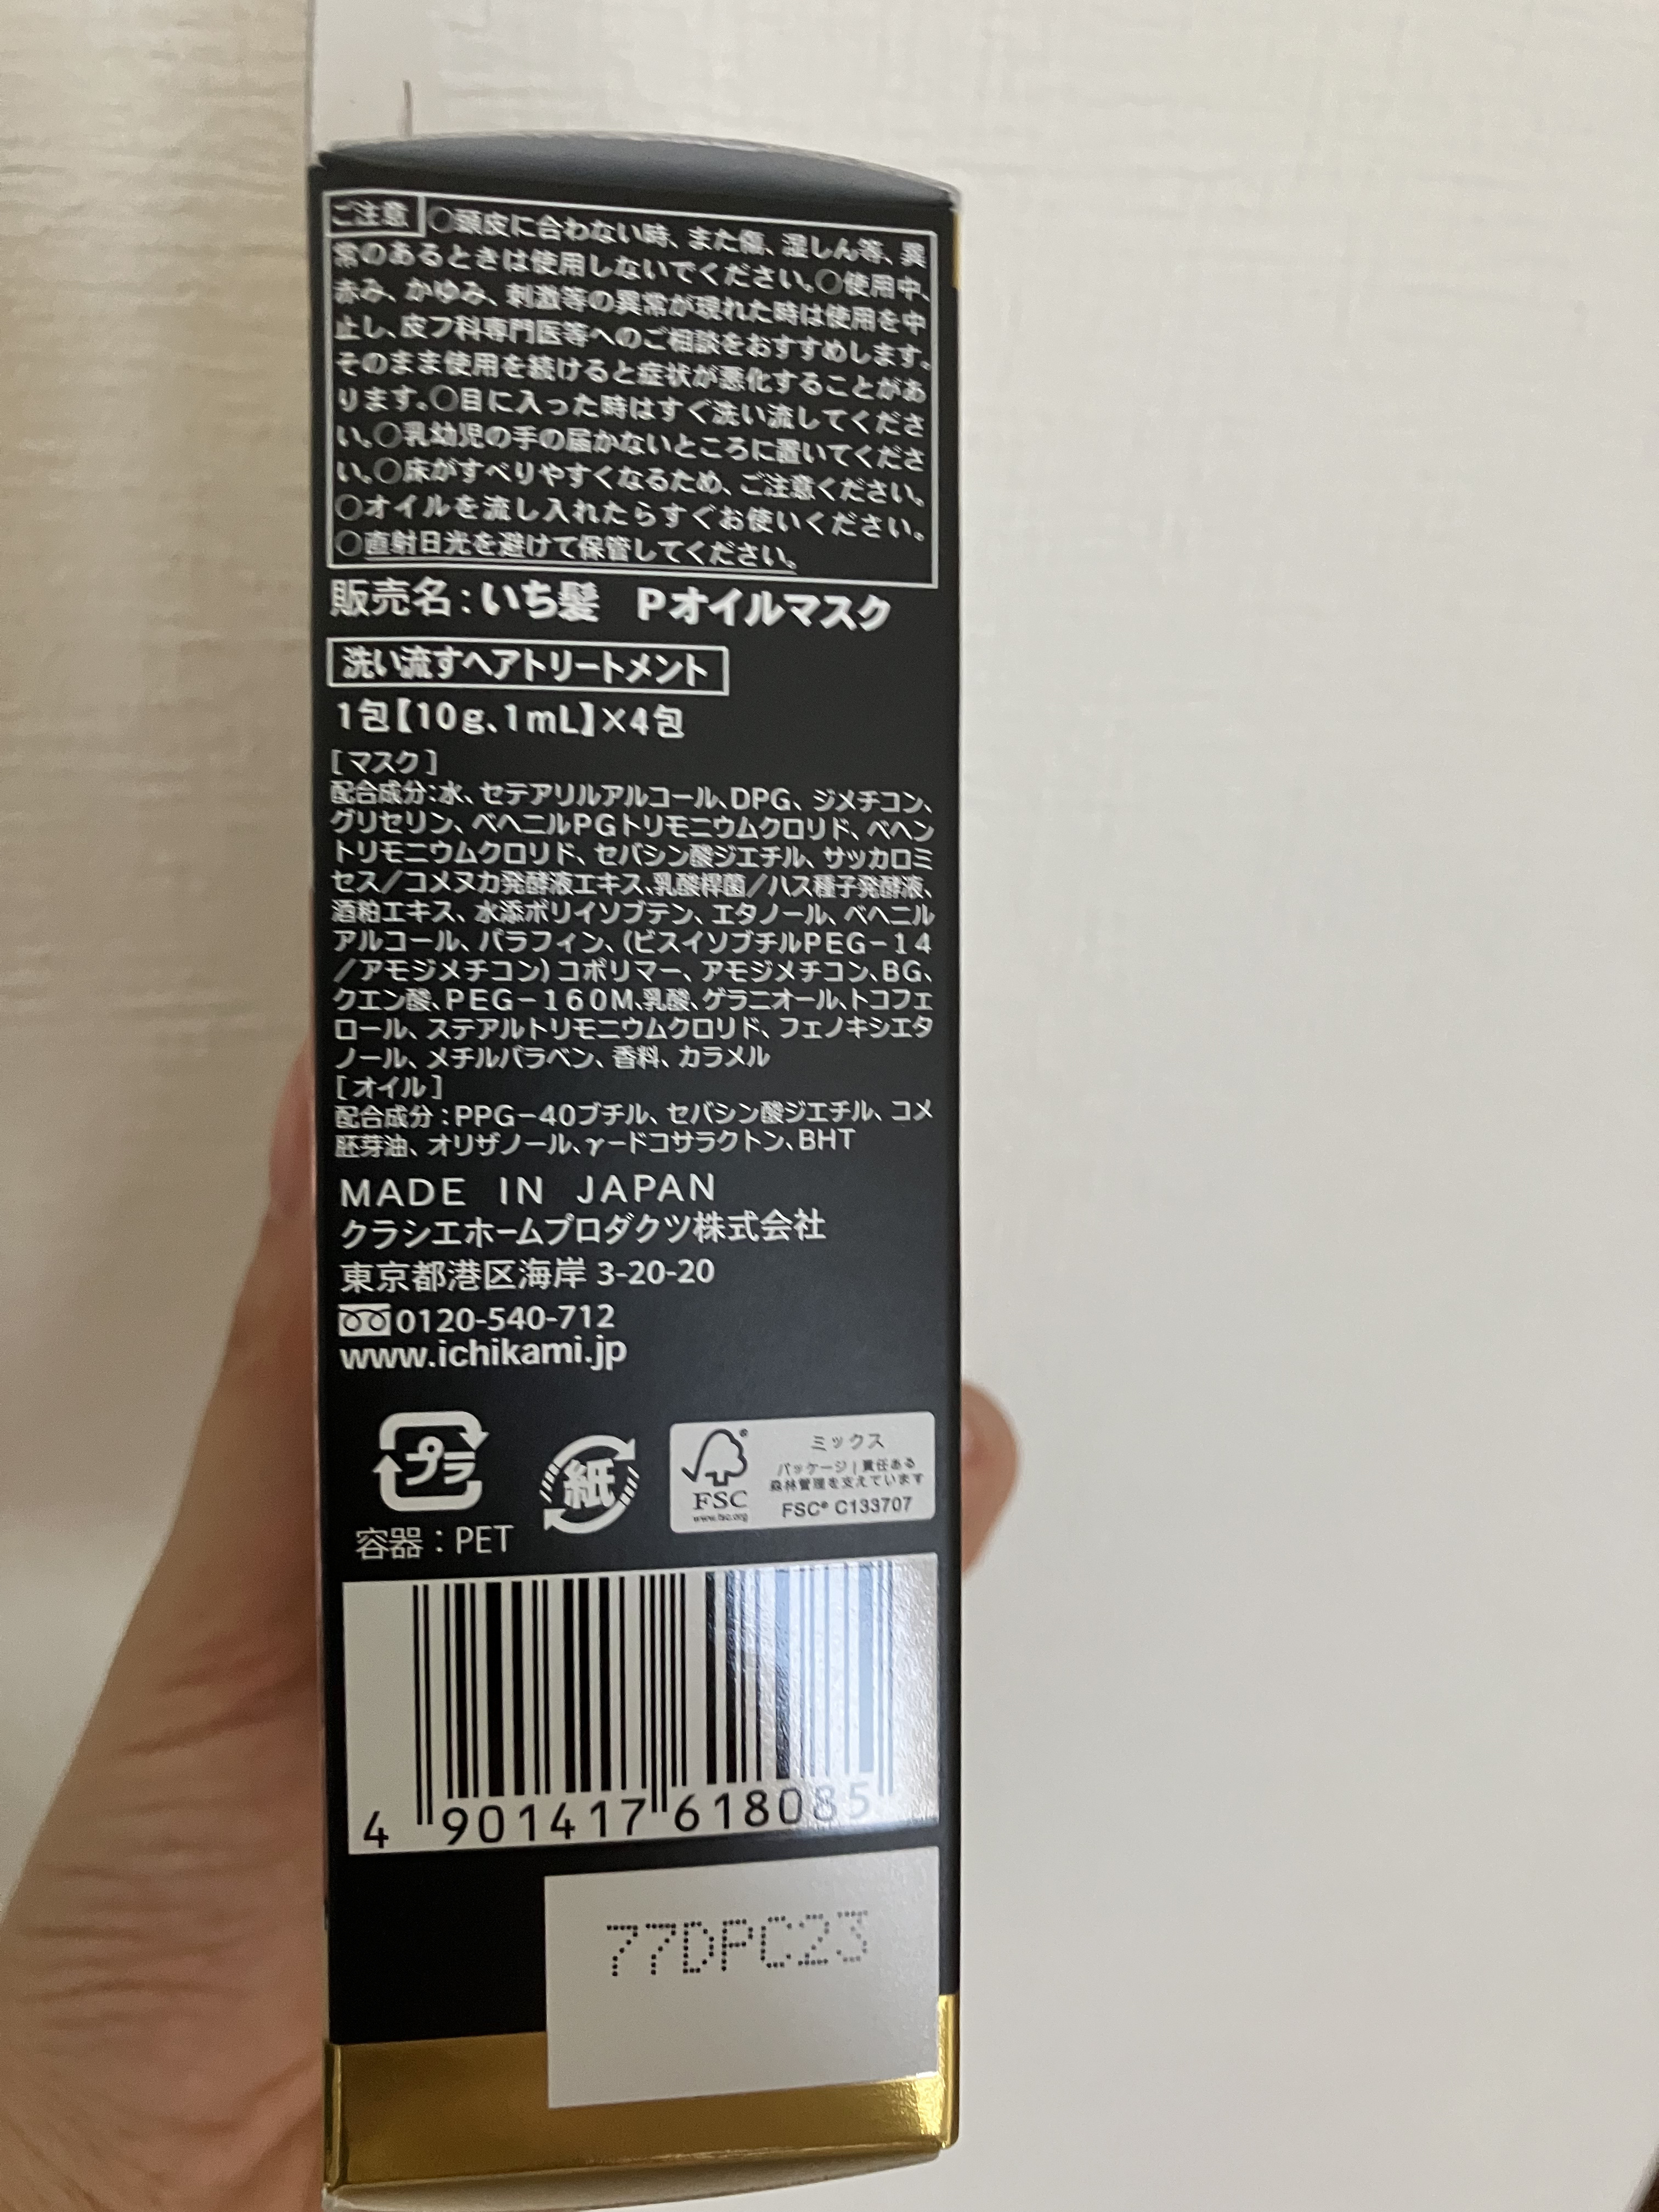 ご注意 ○頭皮に合わない時、また傷、湿しん等、異
常のあるときは使用しないでください。○使用中、
赤み、かゆみ、刺激等の異常が現れた時は使用を中
止し、皮フ科専門医等へのご相談をおすすめします。
そのまま使用を続けると症状が悪化することがあ
ります。○目に入った時はすぐ洗い流してくださ
い。○乳幼児の手の届かないところに置いてくださ
い。○床がすべりやすくなるため、ご注意ください。
○オイルを流し入れたらすぐお使いください。
○直射日光を避けて保管してください。
販売名：いち髪 Pオイルマスク
洗い流すヘアトリートメント
1包【10g、1mL】×4包
［マスク］
配合成分：水、セテアリルアルコール、DPG、ジメチコン、
グリセリン、ベヘニルPGトリモニウムクロリド、ベヘン
トリモニウムクロリド、セバシン酸ジエチル、サッカロミ
セス／コメヌカ発酵液エキス、乳酸桿菌／ハス種子発酵液、
酒粕エキス、水添ポリイソブテン、エタノール、ベヘニル
アルコール、パラフィン、（ビスイソブチルPEG－14
／アモジメチコン）コポリマー、アモジメチコン、BG、
クエン酸、PEG－160M、乳酸、ゲラニオール、トコフェ
ロール、ステアルトリモニウムクロリド、フェノキシエタ
ノール、メチルパラベン、香料、カラメル
［オイル］
配合成分：PPG－40ブチル、セバシン酸ジエチル、コメ
胚芽油、オリザノール、γ－ドコサラクトン、BHT
MADE IN JAPAN
クラシエホームプロダクツ株式会社
東京都港区海岸 3-20-20
0120-540-712
www.ichikami.jp
プラ
容器：PET
紙
FSC®
www.fsc.org
ミックス
パッケージ｜責任ある
森林管理を支えています
FSC® C133707
4 901417 618085
77DPC23